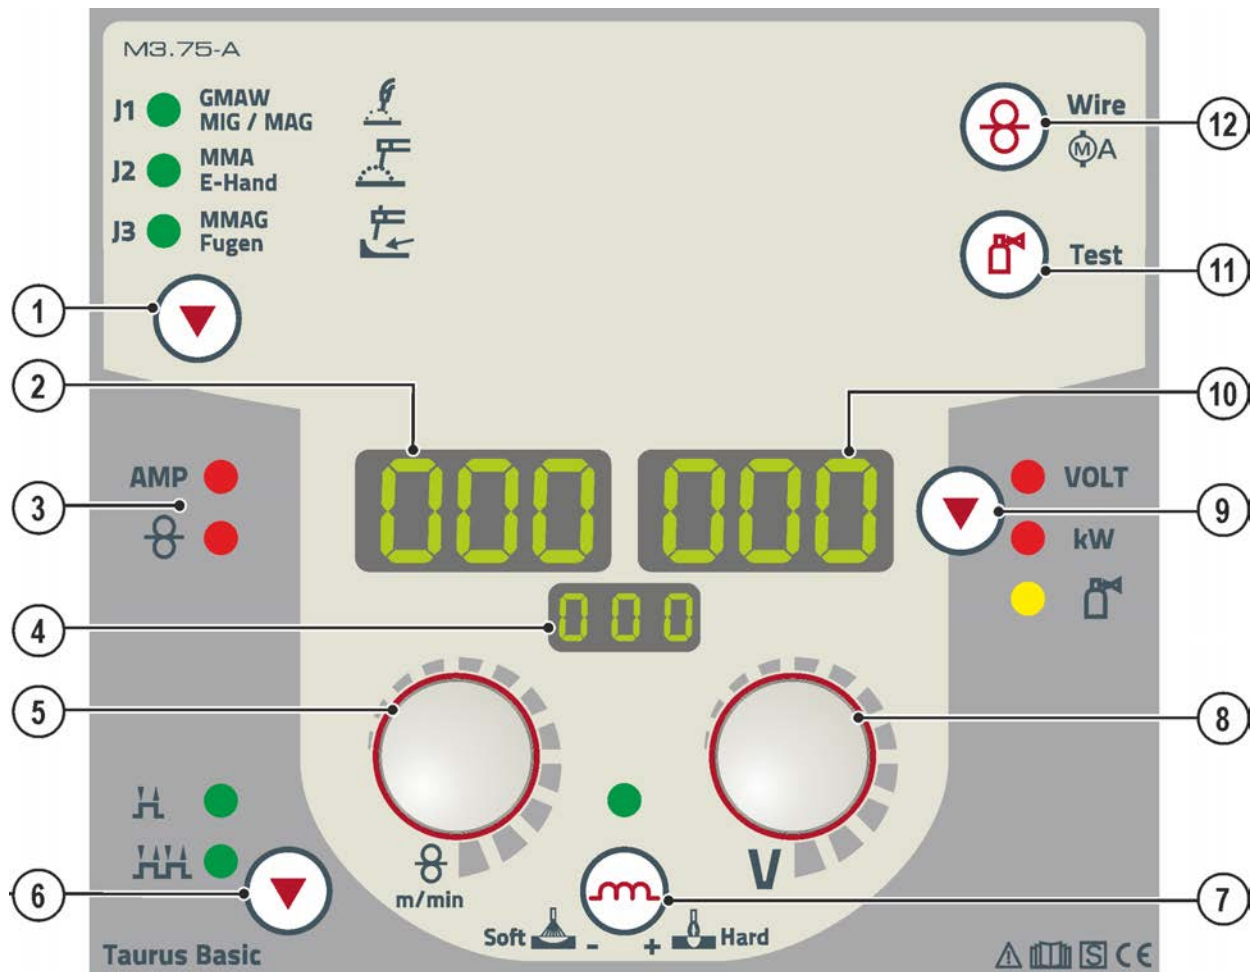 M3.75-A
J1 GMAW
MIG / MAG
J2 MMA
E-Hand
J3 MMAG
Fugen
Wire
M A
Test
12
11
1
2
10
AMP
3
000
000
VOLT
9
kW
4
000
5
8
m/min
V
6
7
Soft - + Hard
Taurus Basic
S CE